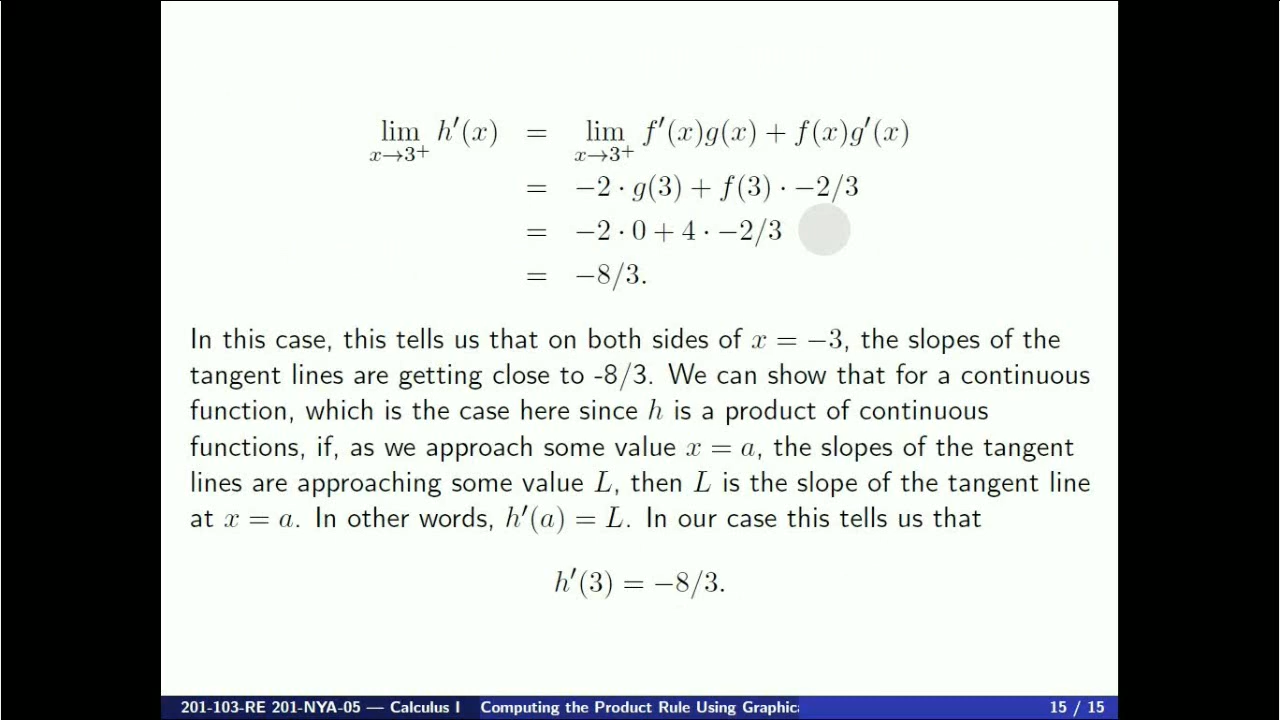 lim x→3⁺ h′(x) = lim x→3⁺ f′(x)g(x) + f(x)g′(x)
= −2 · g(3) + f(3) · −2/3
= −2 · 0 + 4 · −2/3
= −8/3.
In this case, this tells us that on both sides of x = −3, the slopes of the
tangent lines are getting close to -8/3. We can show that for a continuous
function, which is the case here since h is a product of continuous
functions, if, as we approach some value x = a, the slopes of the tangent
lines are approaching some value L, then L is the slope of the tangent line
at x = a. In other words, h′(a) = L. In our case this tells us that
h′(3) = −8/3.
201-103-RE 201-NYA-05 — Calculus I Computing the Product Rule Using Graphic 15 / 15